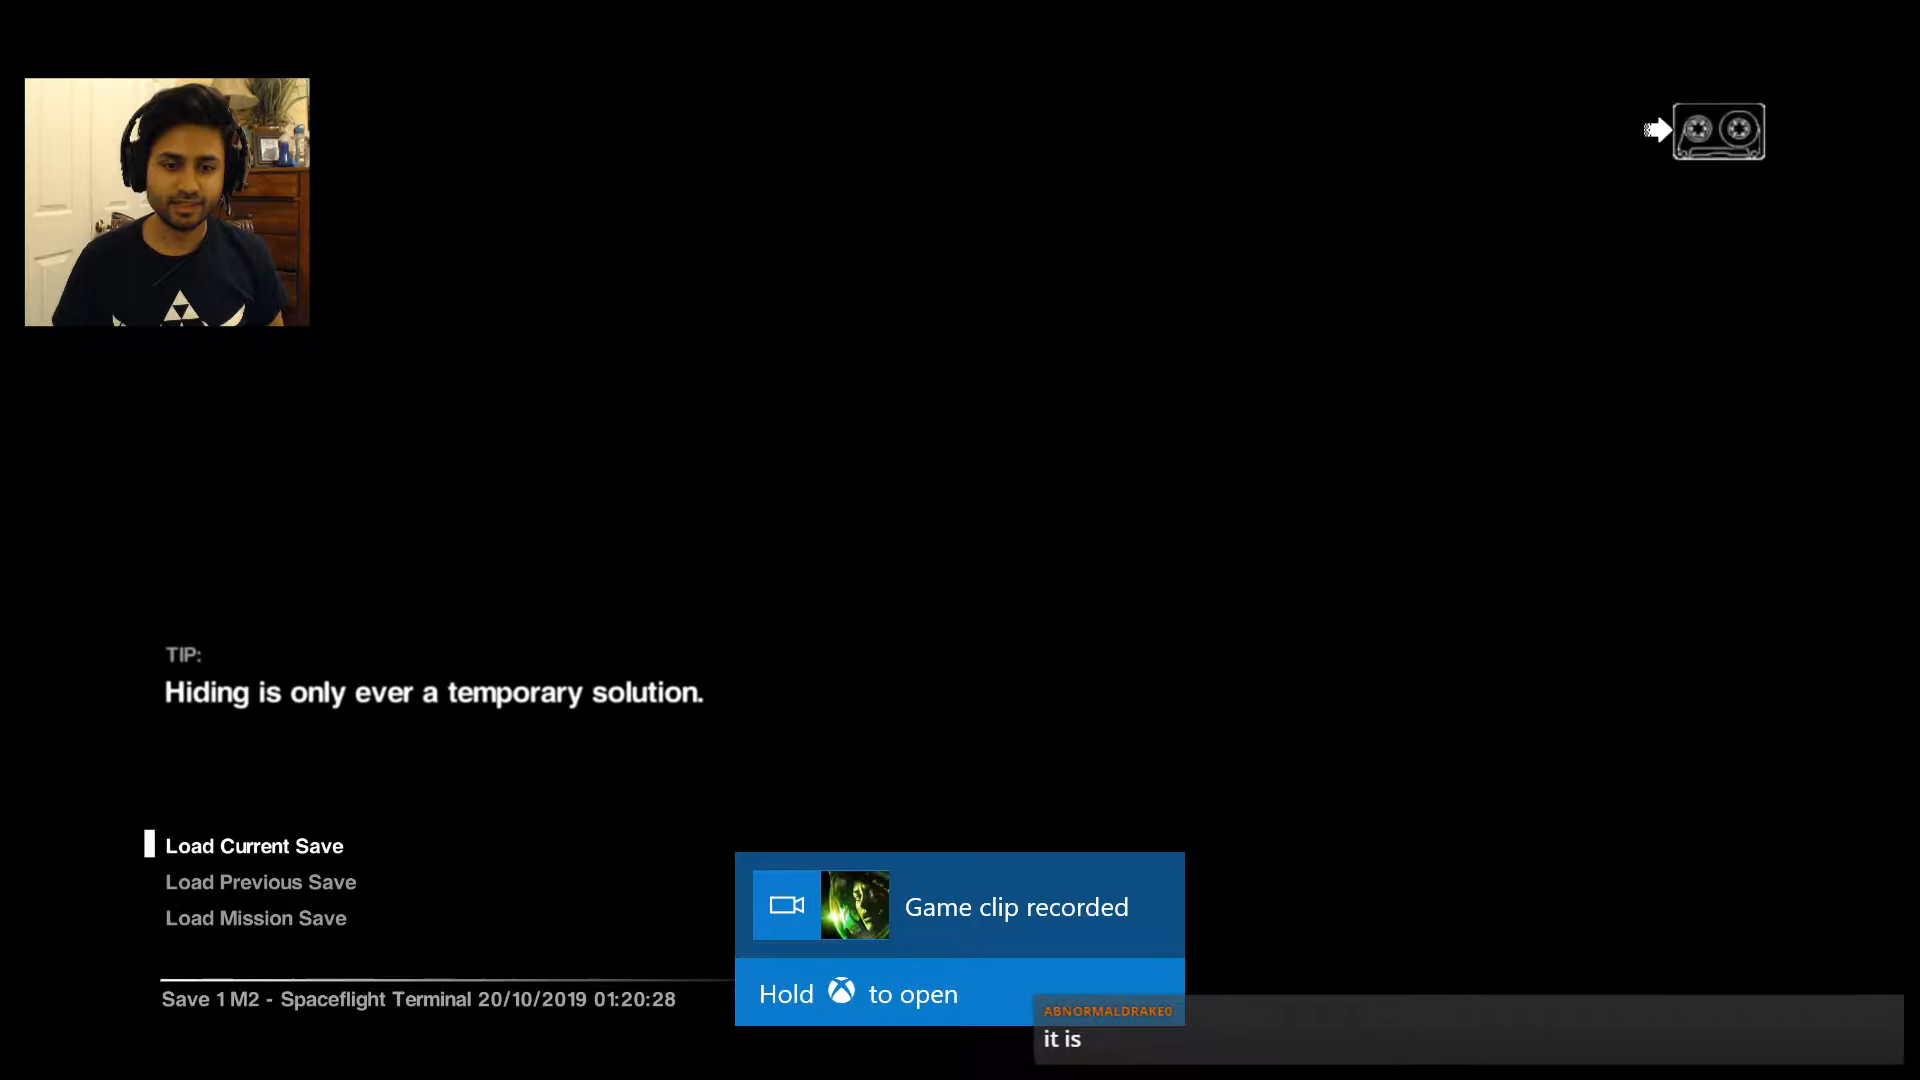 TIP:
Hiding is only ever a temporary solution.
Load Current Save
Load Previous Save
Load Mission Save
Save 1 M2 - Spaceflight Terminal 20/10/2019 01:20:28
Game clip recorded
Hold to open
ABNORMALDRAKE0
it is